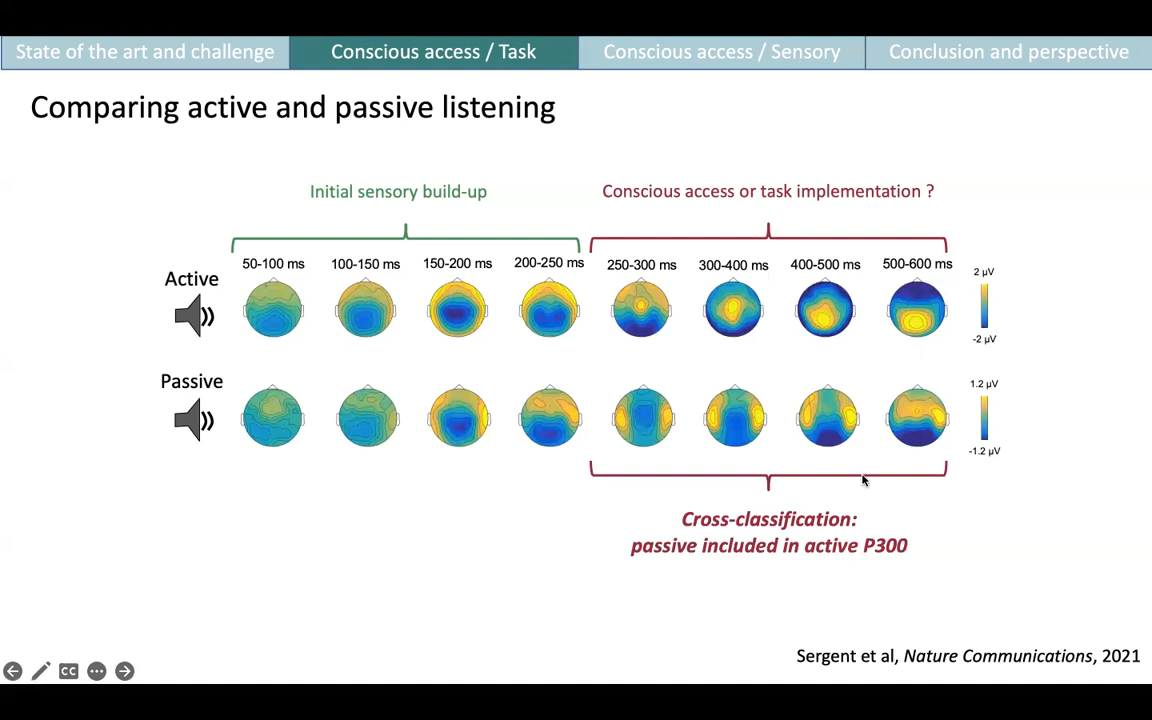 State of the art and challenge
Conscious access / Task
Conscious access / Sensory
Conclusion and perspective
Comparing active and passive listening
Initial sensory build-up
Conscious access or task implementation ?
50-100 ms
100-150 ms
150-200 ms
200-250 ms
250-300 ms
300-400 ms
400-500 ms
500-600 ms
Active
2 µV
-2 µV
Passive
1.2 µV
-1.2 µV
Cross-classification:
passive included in active P300
Sergent et al, Nature Communications, 2021
CC